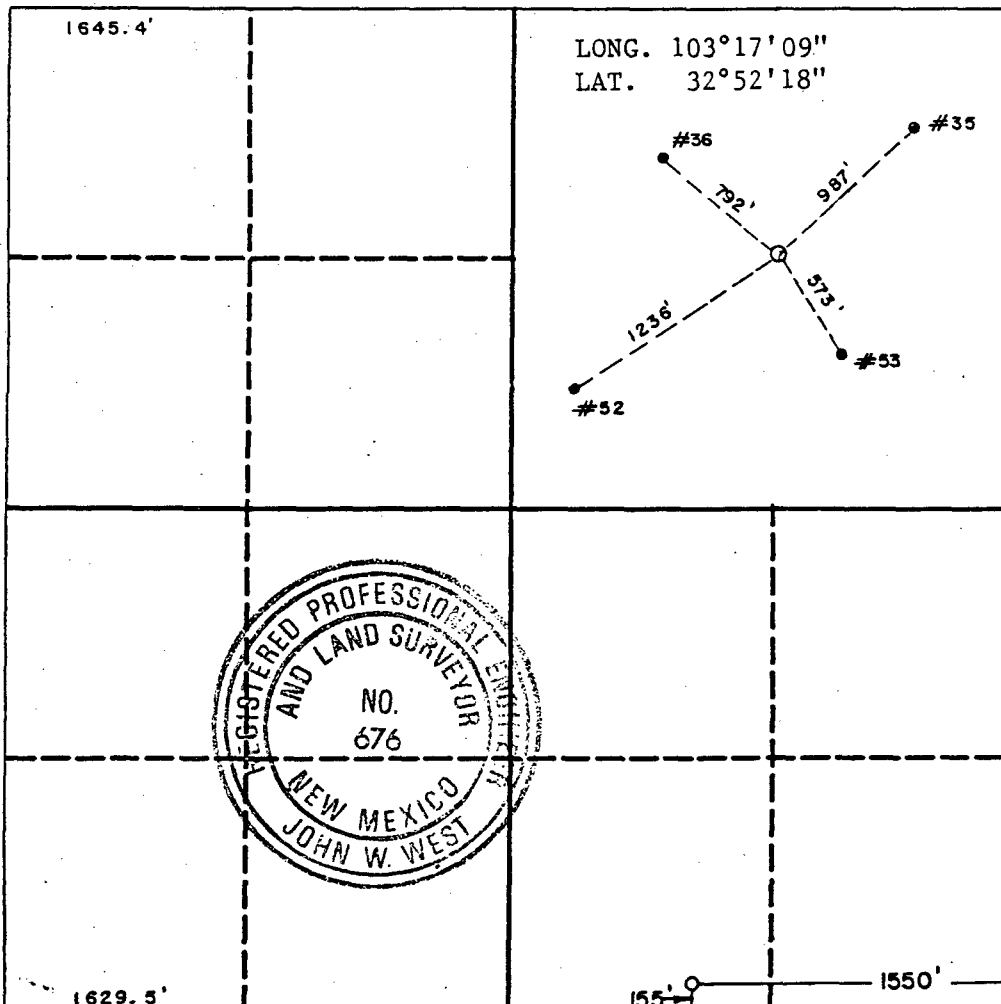 1645.4'
LONG. 103°17'09"
LAT. 32°52'18"
#36
#35
792'
987'
1236'
573'
#53
#52
REGISTERED PROFESSIONAL ENGINEER
AND LAND SURVEYOR
NO.
676
NEW MEXICO
JOHN W. WEST
1629.5'
155'
1550'